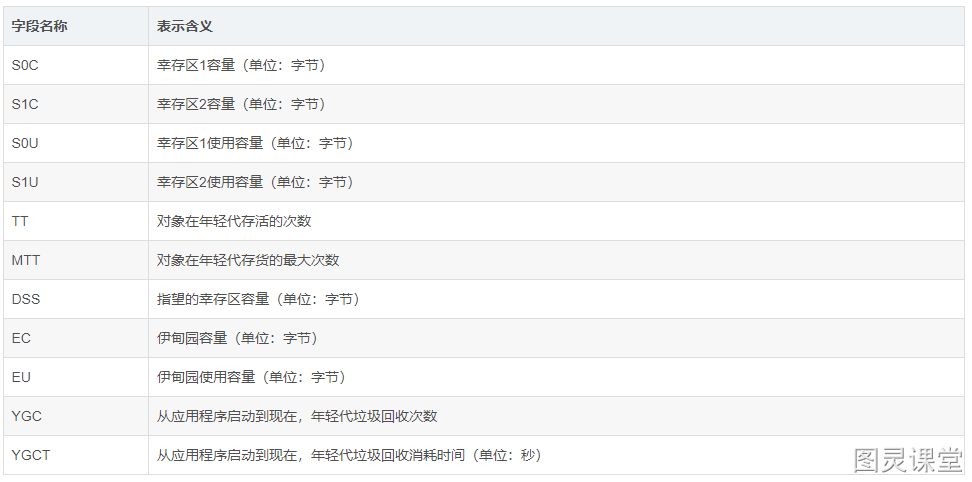 字段名称 表示含义
S0C 幸存区1容量（单位：字节）
S1C 幸存区2容量（单位：字节）
S0U 幸存区1使用容量（单位：字节）
S1U 幸存区2使用容量（单位：字节）
TT 对象在年轻代存活的次数
MTT 对象在年轻代存货的最大次数
DSS 指望的幸存区容量（单位：字节）
EC 伊甸园容量（单位：字节）
EU 伊甸园使用容量（单位：字节）
YGC 从应用程序启动到现在，年轻代垃圾回收次数
YGCT 从应用程序启动到现在，年轻代垃圾回收消耗时间（单位：秒）
图灵课堂